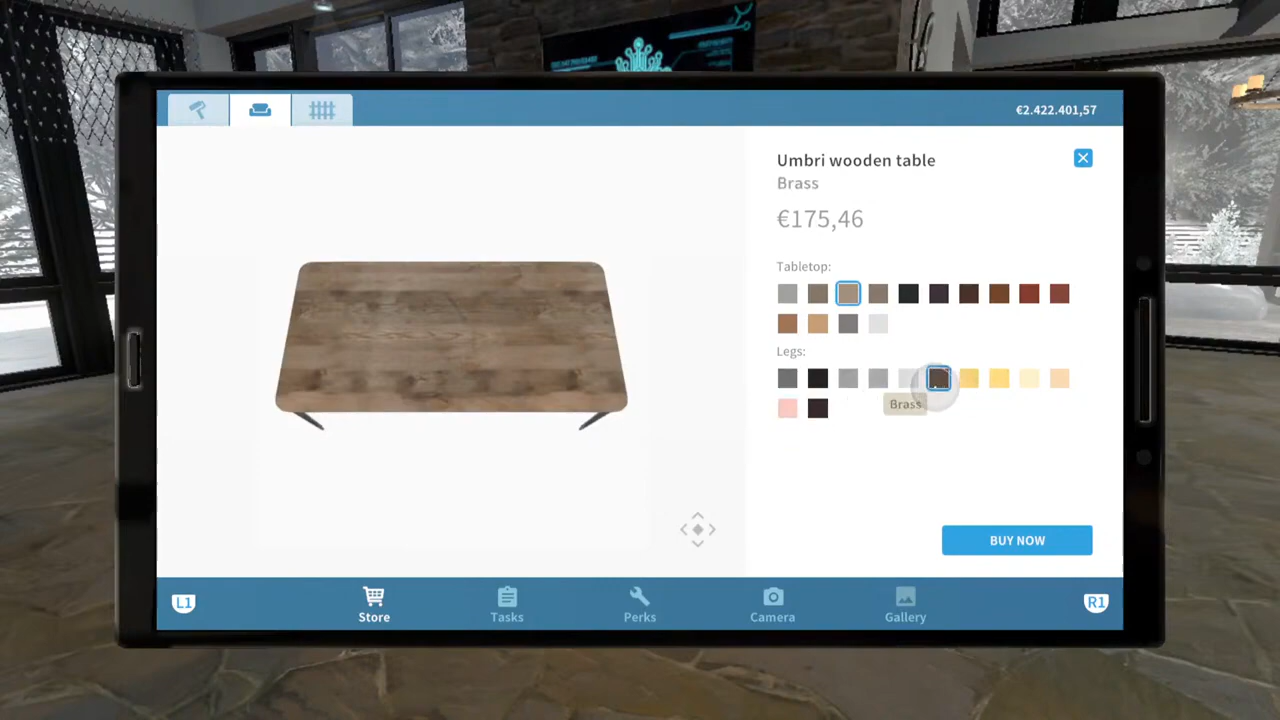 €2.422.401,57
Umbri wooden table
Brass
€175,46
Tabletop:
Legs:
Brass
BUY NOW
L1
Store
Tasks
Perks
Camera
Gallery
R1